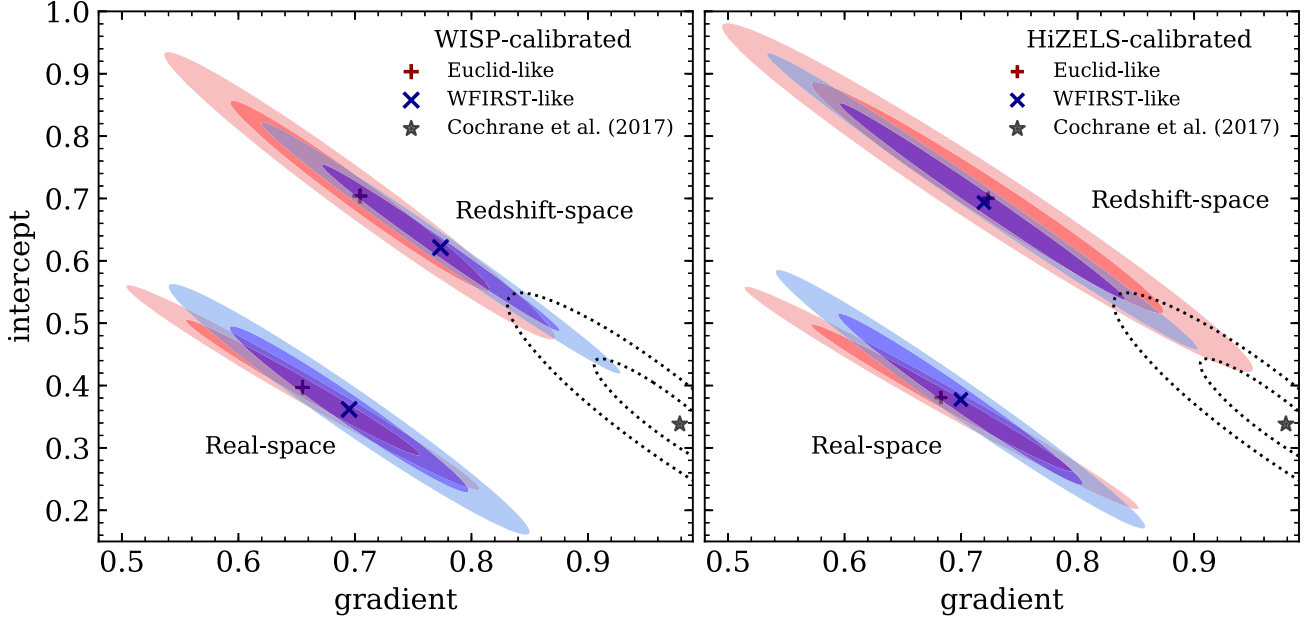 WISP-calibrated
Euclid-like
WFIRST-like
Cochrane et al. (2017)
Redshift-space
Real-space
HiZELS-calibrated
Euclid-like
WFIRST-like
Cochrane et al. (2017)
Redshift-space
Real-space
intercept
1.0
0.9
0.8
0.7
0.6
0.5
0.4
0.3
0.2
0.5 0.6 0.7 0.8 0.9
gradient
0.5 0.6 0.7 0.8 0.9
gradient